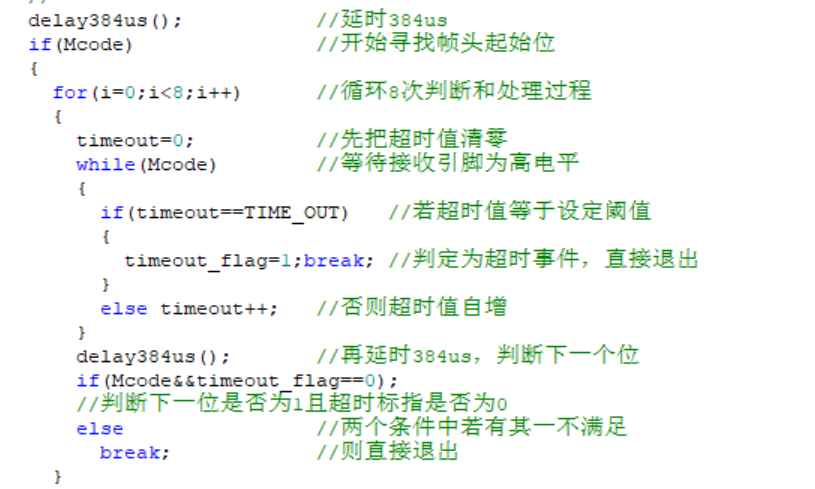 //
delay384us();           //延时384us
if(Mcode)               //开始寻找帧头起始位
{
  for(i=0;i<8;i++)      //循环8次判断和处理过程
  {
    timeout=0;          //先把超时值清零
    while(Mcode)        //等待接收引脚为高电平
    {
      if(timeout==TIME_OUT)   //若超时值等于设定阈值
      {
        timeout_flag=1;break; //判定为超时事件，直接退出
      }
      else timeout++;   //否则超时值自增
    }
    delay384us();       //再延时384us，判断下一个位
    if(Mcode&&timeout_flag==0);
    //判断下一位是否为1且超时标指是否为0
    else                //两个条件中若有其一不满足
      break;            //则直接退出
  }